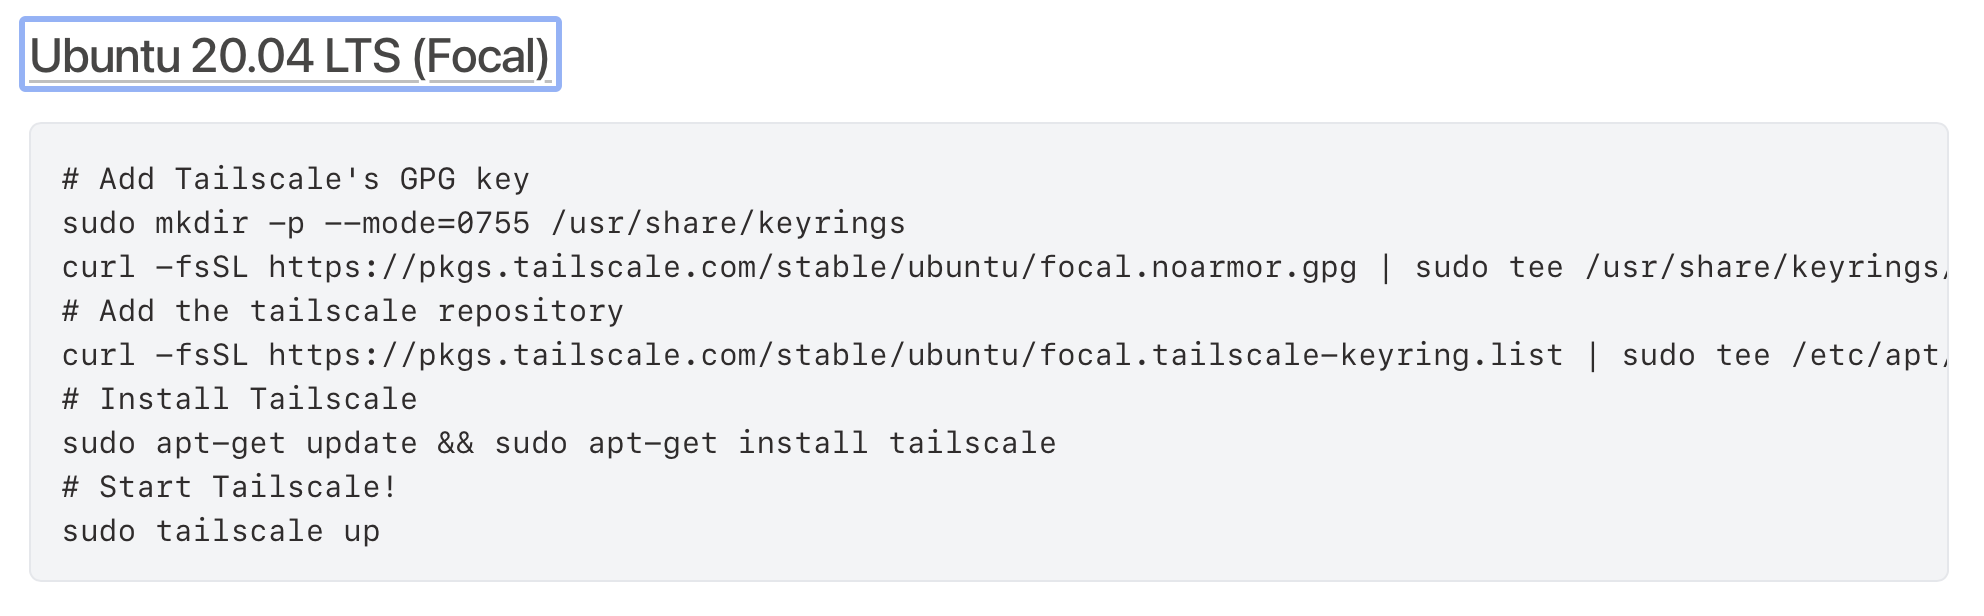 Ubuntu 20.04 LTS (Focal)
# Add Tailscale's GPG key
sudo mkdir -p --mode=0755 /usr/share/keyrings
curl -fsSL https://pkgs.tailscale.com/stable/ubuntu/focal.noarmor.gpg | sudo tee /usr/share/keyrings/
# Add the tailscale repository
curl -fsSL https://pkgs.tailscale.com/stable/ubuntu/focal.tailscale-keyring.list | sudo tee /etc/apt/
# Install Tailscale
sudo apt-get update && sudo apt-get install tailscale
# Start Tailscale!
sudo tailscale up